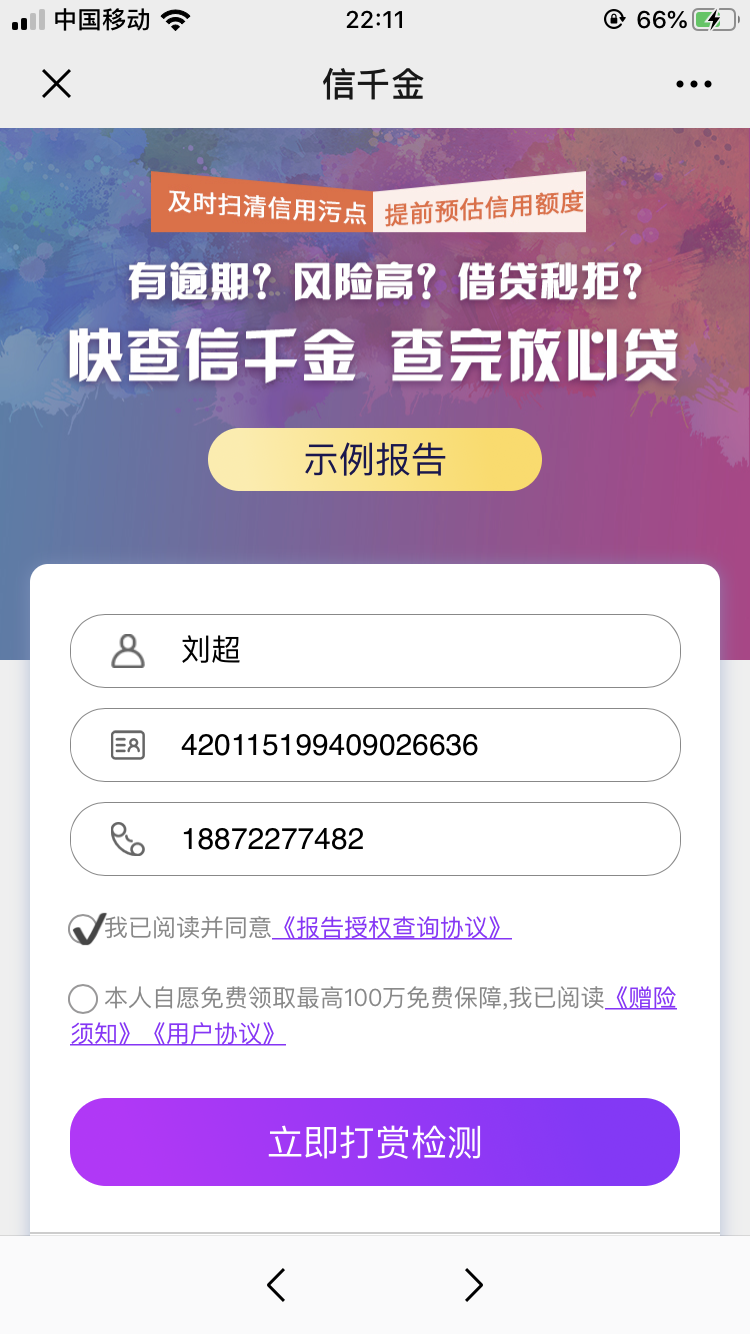 中国移动 22:11 66%
信千金
及时扫清信用污点 提前预估信用额度
有逾期？风险高？借贷秒拒？
快查信千金 查完放心贷
示例报告
刘超
420115199409026636
18872277482
我已阅读并同意《报告授权查询协议》
本人自愿免费领取最高100万免费保障,我已阅读《赠险
须知》《用户协议》
立即打赏检测